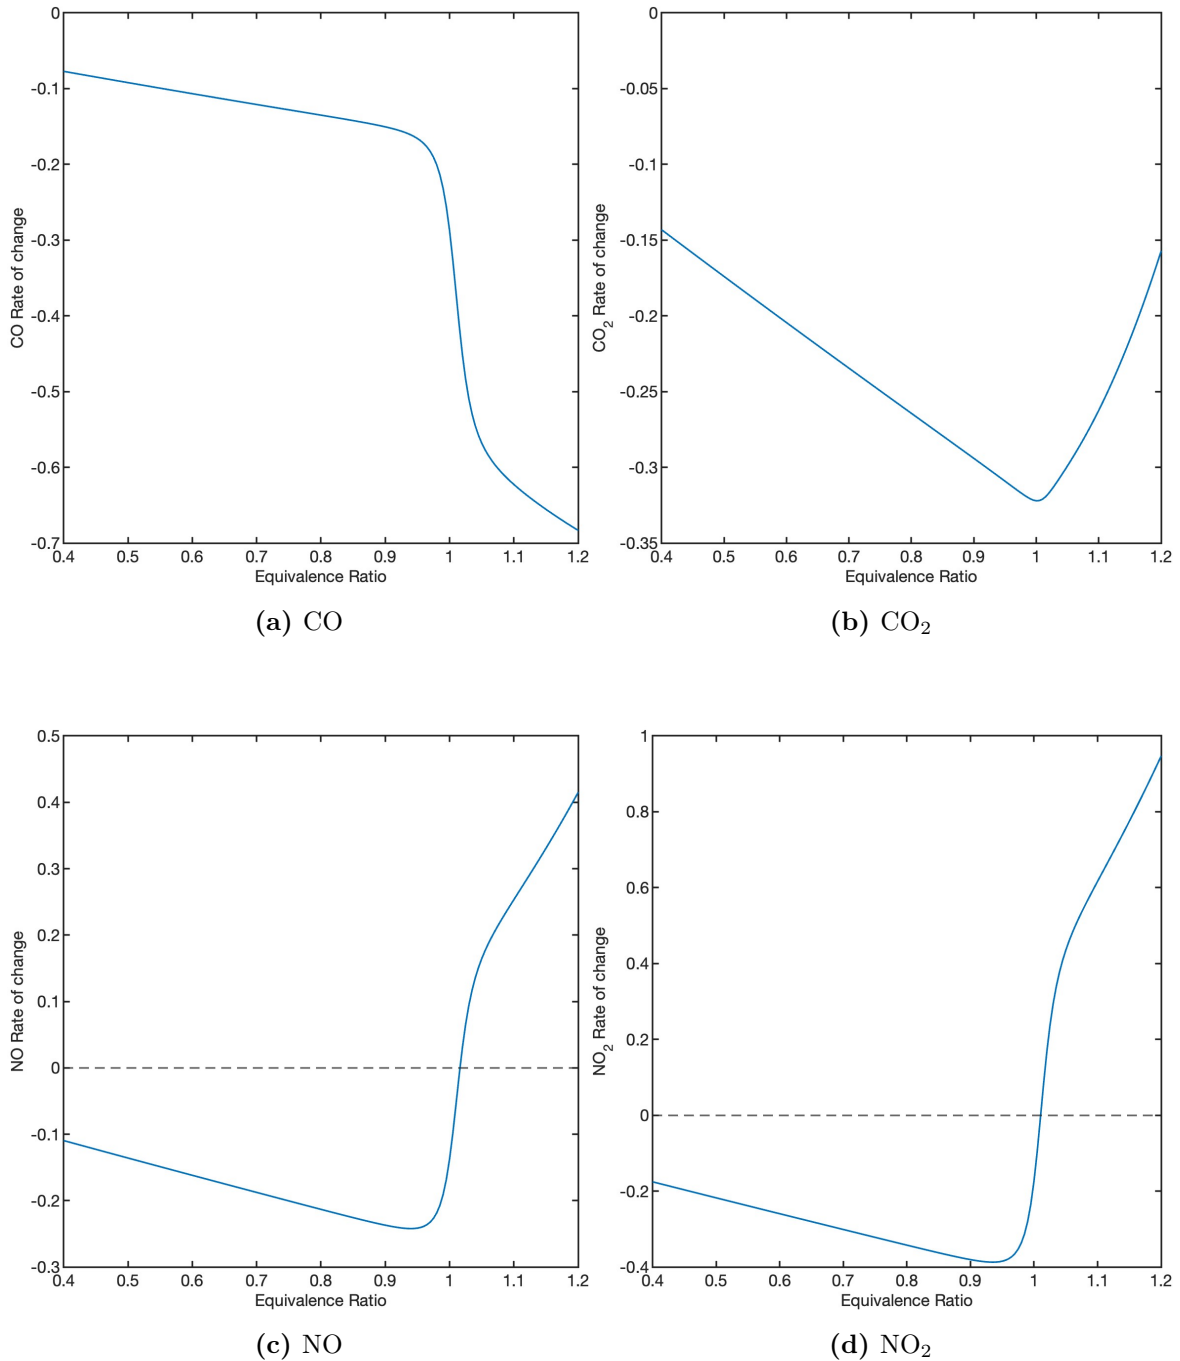 0
-0.1
-0.2
-0.3
-0.4
-0.5
-0.6
-0.7
CO Rate of change
0.4 0.5 0.6 0.7 0.8 0.9 1 1.1 1.2
Equivalence Ratio
(a) CO
0
-0.05
-0.1
-0.15
-0.2
-0.25
-0.3
-0.35
CO₂ Rate of change
0.4 0.5 0.6 0.7 0.8 0.9 1 1.1 1.2
Equivalence Ratio
(b) CO₂
0.5
0.4
0.3
0.2
0.1
0
-0.1
-0.2
-0.3
NO Rate of change
0.4 0.5 0.6 0.7 0.8 0.9 1 1.1 1.2
Equivalence Ratio
(c) NO
1
0.8
0.6
0.4
0.2
0
-0.2
-0.4
NO₂ Rate of change
0.4 0.5 0.6 0.7 0.8 0.9 1 1.1 1.2
Equivalence Ratio
(d) NO₂